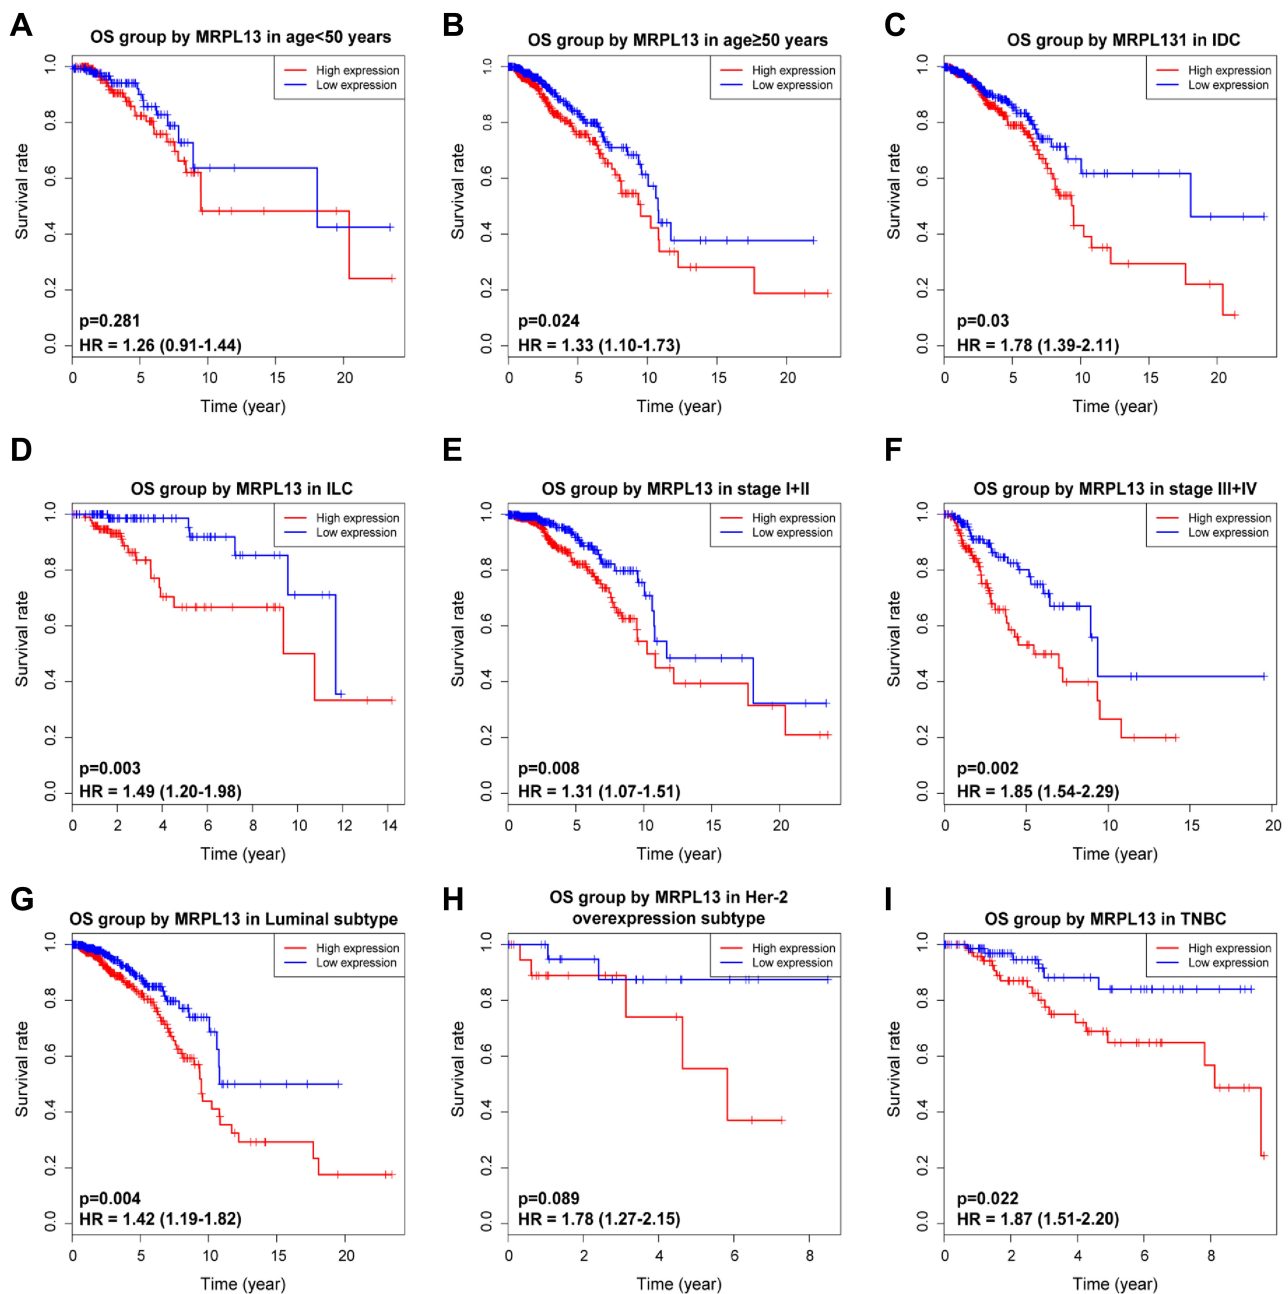 A
OS group by MRPL13 in age<50 years
High expression
Low expression
Survival rate
1.0
0.8
0.6
0.4
0.2
0.0
p=0.281
HR = 1.26 (0.91-1.44)
0 5 10 15 20
Time (year)
B
OS group by MRPL13 in age≥50 years
High expression
Low expression
Survival rate
1.0
0.8
0.6
0.4
0.2
0.0
p=0.024
HR = 1.33 (1.10-1.73)
0 5 10 15 20
Time (year)
C
OS group by MRPL131 in IDC
High expression
Low expression
Survival rate
1.0
0.8
0.6
0.4
0.2
0.0
p=0.03
HR = 1.78 (1.39-2.11)
0 5 10 15 20
Time (year)
D
OS group by MRPL13 in ILC
High expression
Low expression
Survival rate
1.0
0.8
0.6
0.4
0.2
0.0
p=0.003
HR = 1.49 (1.20-1.98)
0 2 4 6 8 10 12 14
Time (year)
E
OS group by MRPL13 in stage I+II
High expression
Low expression
Survival rate
1.0
0.8
0.6
0.4
0.2
0.0
p=0.008
HR = 1.31 (1.07-1.51)
0 5 10 15 20
Time (year)
F
OS group by MRPL13 in stage III+IV
High expression
Low expression
Survival rate
1.0
0.8
0.6
0.4
0.2
0.0
p=0.002
HR = 1.85 (1.54-2.29)
0 5 10 15 20
Time (year)
G
OS group by MRPL13 in Luminal subtype
High expression
Low expression
Survival rate
1.0
0.8
0.6
0.4
0.2
0.0
p=0.004
HR = 1.42 (1.19-1.82)
0 5 10 15 20
Time (year)
H
OS group by MRPL13 in Her-2
overexpression subtype
High expression
Low expression
Survival rate
1.0
0.8
0.6
0.4
0.2
0.0
p=0.089
HR = 1.78 (1.27-2.15)
0 2 4 6 8
Time (year)
I
OS group by MRPL13 in TNBC
High expression
Low expression
Survival rate
1.0
0.8
0.6
0.4
0.2
0.0
p=0.022
HR = 1.87 (1.51-2.20)
0 2 4 6 8
Time (year)